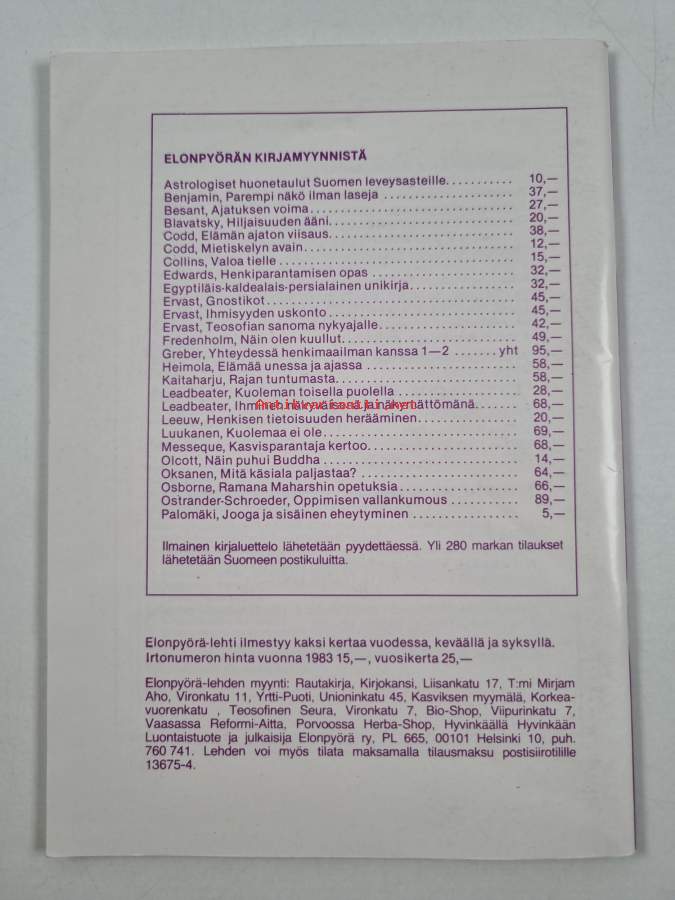 ELONPYÖRÄN KIRJAMYYNNISTÄ
Astrologiset huonetaulut Suomen leveysasteille. . . . . . . . . . . 10,—
Benjamin, Parempi näkö ilman laseja . . . . . . . . . . . . . . . . . . . . . 37,—
Besant, Ajatuksen voima . . . . . . . . . . . . . . . . . . . . . . . . . . . . . . . . 27,—
Blavatsky, Hiljaisuuden ääni. . . . . . . . . . . . . . . . . . . . . . . . . . . . . 20,—
Codd, Elämän ajaton viisaus. . . . . . . . . . . . . . . . . . . . . . . . . . . . . 38,—
Codd, Mietiskelyn avain. . . . . . . . . . . . . . . . . . . . . . . . . . . . . . . . . 12,—
Collins, Valoa tielle . . . . . . . . . . . . . . . . . . . . . . . . . . . . . . . . . . . . . 15,—
Edwards, Henkiparantamisen opas . . . . . . . . . . . . . . . . . . . . . . . 32,—
Egyptiläis-kaldealais-persialainen unikirja. . . . . . . . . . . . . . . . . 32,—
Ervast, Gnostikot . . . . . . . . . . . . . . . . . . . . . . . . . . . . . . . . . . . . . . . 45,—
Ervast, Ihmisyyden uskonto . . . . . . . . . . . . . . . . . . . . . . . . . . . . . 45,—
Ervast, Teosofian sanoma nykyajalle. . . . . . . . . . . . . . . . . . . . . . 42,—
Fredenholm, Näin olen kuullut. . . . . . . . . . . . . . . . . . . . . . . . . . . 49,—
Greber, Yhteydessä henkimaailman kanssa 1—2 . . . . . . . yht 95,—
Heimola, Elämää unessa ja ajassa . . . . . . . . . . . . . . . . . . . . . . . . 58,—
Kaitaharju, Rajan tuntumasta. . . . . . . . . . . . . . . . . . . . . . . . . . . . 58,—
Leadbeater, Kuoleman toisella puolella . . . . . . . . . . . . . . . . . . . 28,—
Leadbeater, Ihminen näkyväisenä ja näkymättömänä. . . . . . . 68,—
Leeuw, Henkisen tietoisuuden herääminen. . . . . . . . . . . . . . . . 20,—
Luukanen, Kuolemaa ei ole . . . . . . . . . . . . . . . . . . . . . . . . . . . . . . 69,—
Messeque, Kasvisparantaja kertoo. . . . . . . . . . . . . . . . . . . . . . . . 68,—
Olcott, Näin puhui Buddha . . . . . . . . . . . . . . . . . . . . . . . . . . . . . . 14,—
Oksanen, Mitä käsiala paljastaa? . . . . . . . . . . . . . . . . . . . . . . . . . 64,—
Osborne, Ramana Maharshin opetuksia . . . . . . . . . . . . . . . . . . . 66,—
Ostrander-Schroeder, Oppimisen vallankumous . . . . . . . . . . . 89,—
Palomäki, Jooga ja sisäinen eheytyminen . . . . . . . . . . . . . . . . . 5,—
Ilmainen kirjaluettelo lähetetään pyydettäessä. Yli 280 markan tilaukset
lähetetään Suomeen postikuluitta.
Elonpyörä-lehti ilmestyy kaksi kertaa vuodessa, keväällä ja syksyllä.
Irtonumeron hinta vuonna 1983 15,—, vuosikerta 25,—
Elonpyörä-lehden myynti: Rautakirja, Kirjokansi, Liisankatu 17, T:mi Mirjam
Aho, Vironkatu 11, Yrtti-Puoti, Unioninkatu 45, Kasviksen myymälä, Korkea-
vuorenkatu , Teosofinen Seura, Vironkatu 7, Bio-Shop, Viipurinkatu 7,
Vaasassa Reformi-Aitta, Porvoossa Herba-Shop, Hyvinkäällä Hyvinkään
Luontaistuote ja julkaisija Elonpyörä ry, PL 665, 00101 Helsinki 10, puh.
760 741. Lehden voi myös tilata maksamalla tilausmaksu postisiirotilille
13675-4.